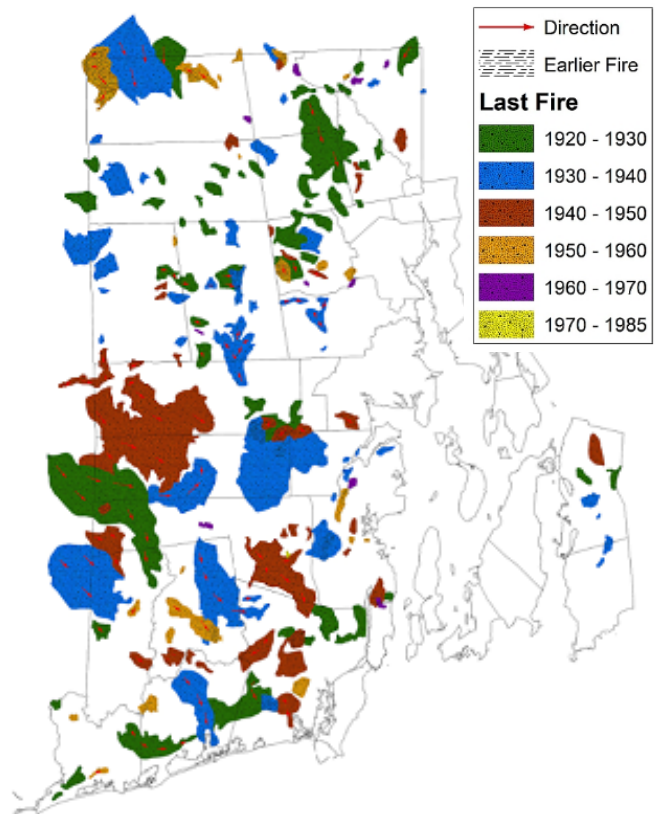 Direction
Earlier Fire
Last Fire
1920 - 1930
1930 - 1940
1940 - 1950
1950 - 1960
1960 - 1970
1970 - 1985